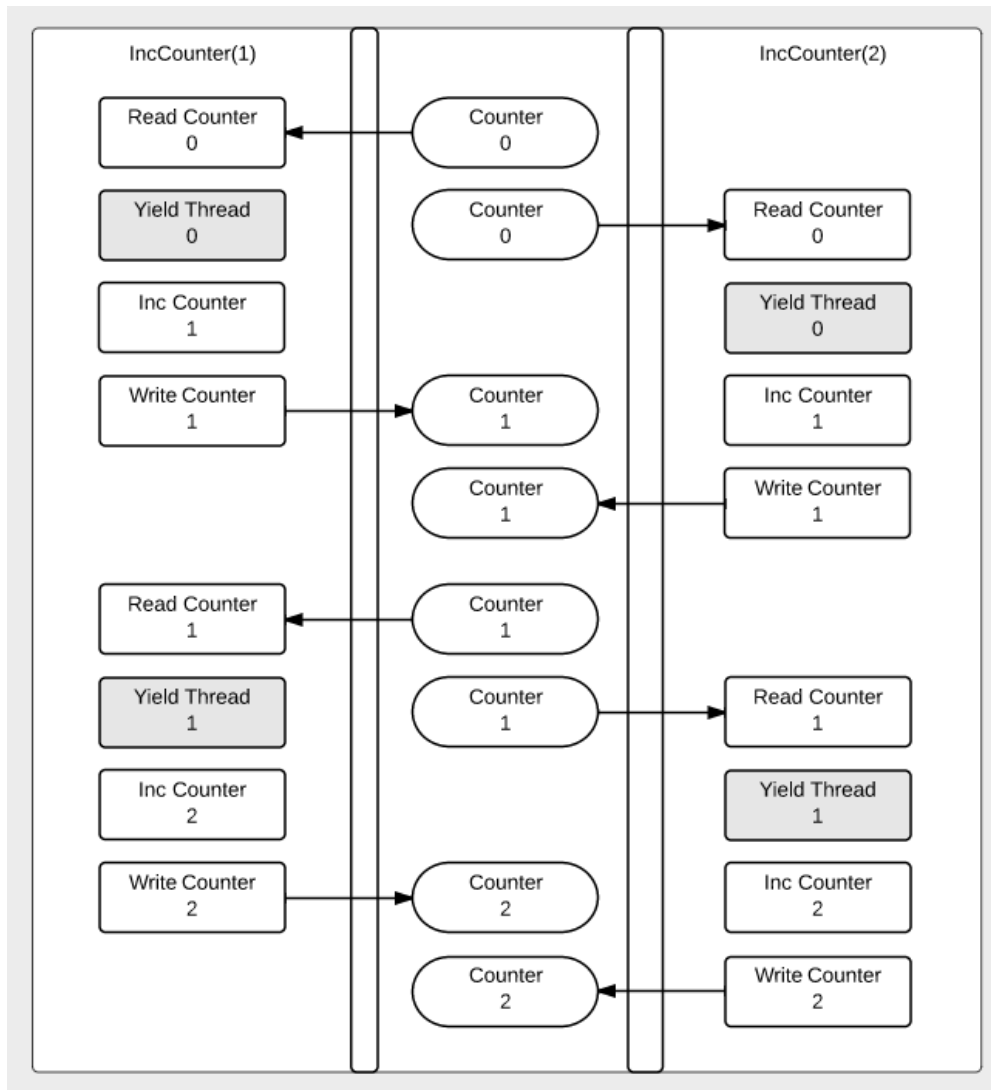 IncCounter(1)
IncCounter(2)
Read Counter
0
Counter
0
Yield Thread
0
Counter
0
Read Counter
0
Inc Counter
1
Yield Thread
0
Write Counter
1
Counter
1
Inc Counter
1
Counter
1
Write Counter
1
Read Counter
1
Counter
1
Yield Thread
1
Counter
1
Read Counter
1
Inc Counter
2
Yield Thread
1
Write Counter
2
Counter
2
Inc Counter
2
Counter
2
Write Counter
2